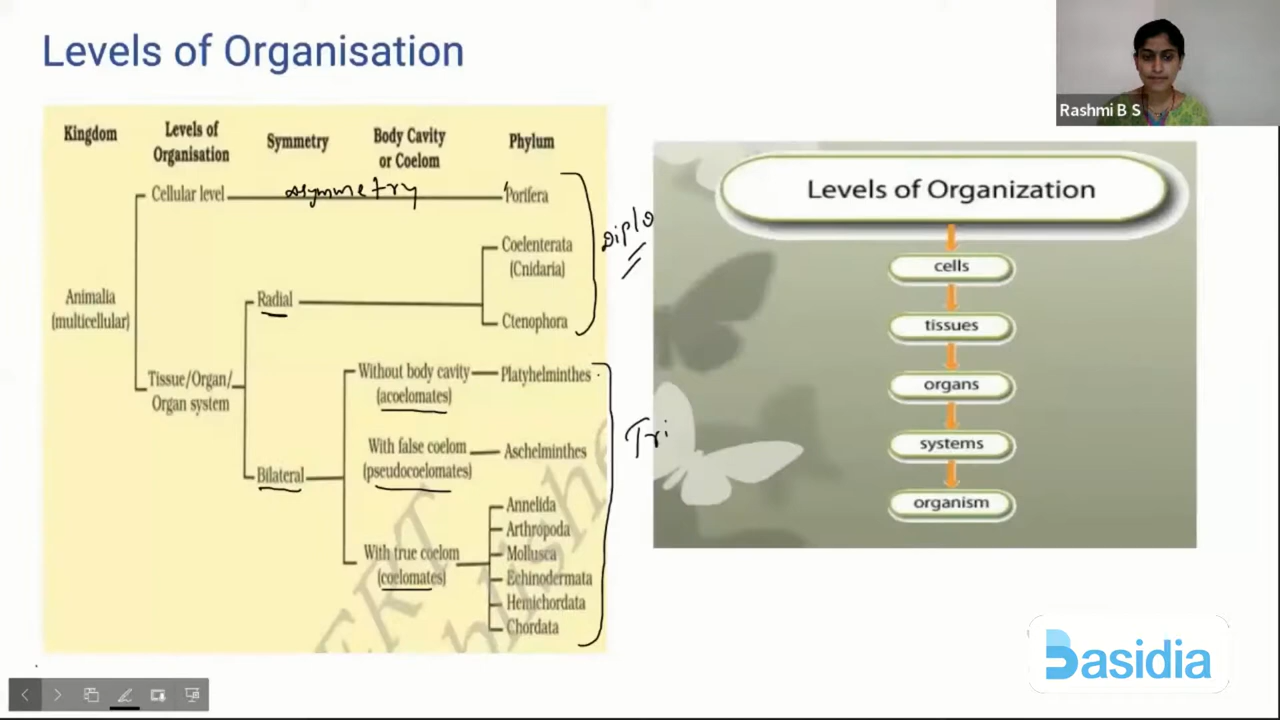 Levels of Organisation
Rashmi B S
Kingdom
Levels of
Organisation
Symmetry
Body Cavity
or Coelom
Phylum
Cellular level
asymmetry
Porifera
Coelenterata
(Cnidaria)
Diplo
Animalia
(multicellular)
Radial
Ctenophora
Tissue/Organ/
Organ system
Without body cavity
(acoelomates)
Platyhelminthes
With false coelom
(pseudocoelomates)
Aschelminthes
Tri
Bilateral
Annelida
Arthropoda
With true coelom
(coelomates)
Mollusca
Echinodermata
Hemichordata
Chordata
Levels of Organization
cells
tissues
organs
systems
organism
Basidia